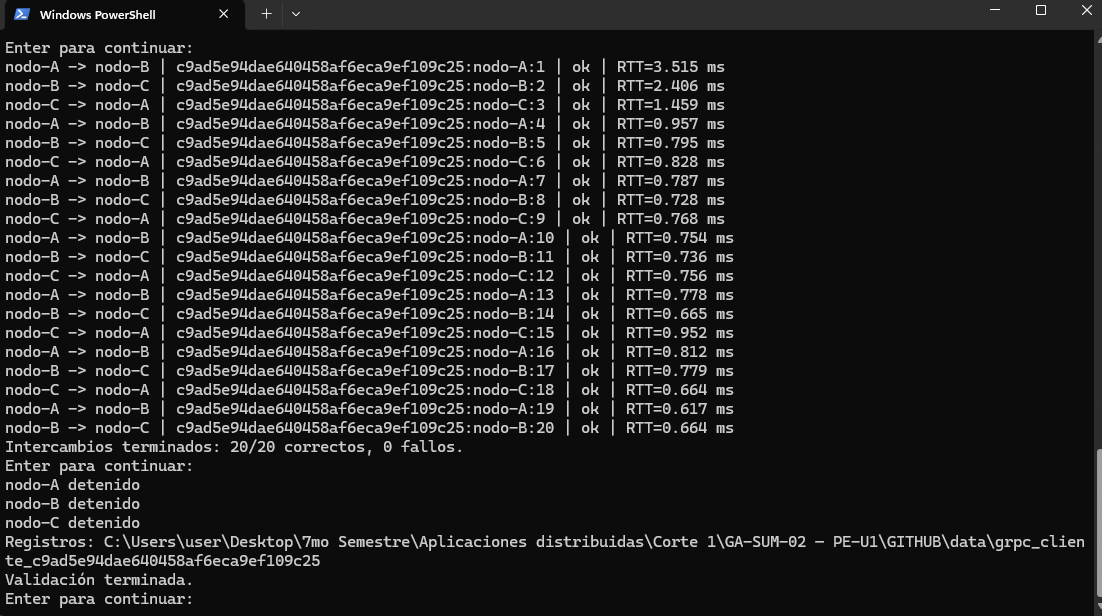 Windows PowerShell
Enter para continuar:
nodo-A -> nodo-B | c9ad5e94dae640458af6eca9ef109c25:nodo-A:1 | ok | RTT=3.515 ms
nodo-B -> nodo-C | c9ad5e94dae640458af6eca9ef109c25:nodo-B:2 | ok | RTT=2.406 ms
nodo-C -> nodo-A | c9ad5e94dae640458af6eca9ef109c25:nodo-C:3 | ok | RTT=1.459 ms
nodo-A -> nodo-B | c9ad5e94dae640458af6eca9ef109c25:nodo-A:4 | ok | RTT=0.957 ms
nodo-B -> nodo-C | c9ad5e94dae640458af6eca9ef109c25:nodo-B:5 | ok | RTT=0.795 ms
nodo-C -> nodo-A | c9ad5e94dae640458af6eca9ef109c25:nodo-C:6 | ok | RTT=0.828 ms
nodo-A -> nodo-B | c9ad5e94dae640458af6eca9ef109c25:nodo-A:7 | ok | RTT=0.787 ms
nodo-B -> nodo-C | c9ad5e94dae640458af6eca9ef109c25:nodo-B:8 | ok | RTT=0.728 ms
nodo-C -> nodo-A | c9ad5e94dae640458af6eca9ef109c25:nodo-C:9 | ok | RTT=0.768 ms
nodo-A -> nodo-B | c9ad5e94dae640458af6eca9ef109c25:nodo-A:10 | ok | RTT=0.754 ms
nodo-B -> nodo-C | c9ad5e94dae640458af6eca9ef109c25:nodo-B:11 | ok | RTT=0.736 ms
nodo-C -> nodo-A | c9ad5e94dae640458af6eca9ef109c25:nodo-C:12 | ok | RTT=0.756 ms
nodo-A -> nodo-B | c9ad5e94dae640458af6eca9ef109c25:nodo-A:13 | ok | RTT=0.778 ms
nodo-B -> nodo-C | c9ad5e94dae640458af6eca9ef109c25:nodo-B:14 | ok | RTT=0.665 ms
nodo-C -> nodo-A | c9ad5e94dae640458af6eca9ef109c25:nodo-C:15 | ok | RTT=0.952 ms
nodo-A -> nodo-B | c9ad5e94dae640458af6eca9ef109c25:nodo-A:16 | ok | RTT=0.812 ms
nodo-B -> nodo-C | c9ad5e94dae640458af6eca9ef109c25:nodo-B:17 | ok | RTT=0.779 ms
nodo-C -> nodo-A | c9ad5e94dae640458af6eca9ef109c25:nodo-C:18 | ok | RTT=0.664 ms
nodo-A -> nodo-B | c9ad5e94dae640458af6eca9ef109c25:nodo-A:19 | ok | RTT=0.617 ms
nodo-B -> nodo-C | c9ad5e94dae640458af6eca9ef109c25:nodo-B:20 | ok | RTT=0.664 ms
Intercambios terminados: 20/20 correctos, 0 fallos.
Enter para continuar:
nodo-A detenido
nodo-B detenido
nodo-C detenido
Registros: C:\Users\user\Desktop\7mo Semestre\Aplicaciones distribuidas\Corte 1\GA-SUM-02 - PE-U1\GITHUB\data\grpc_clien
te_c9ad5e94dae640458af6eca9ef109c25
Validación terminada.
Enter para continuar: